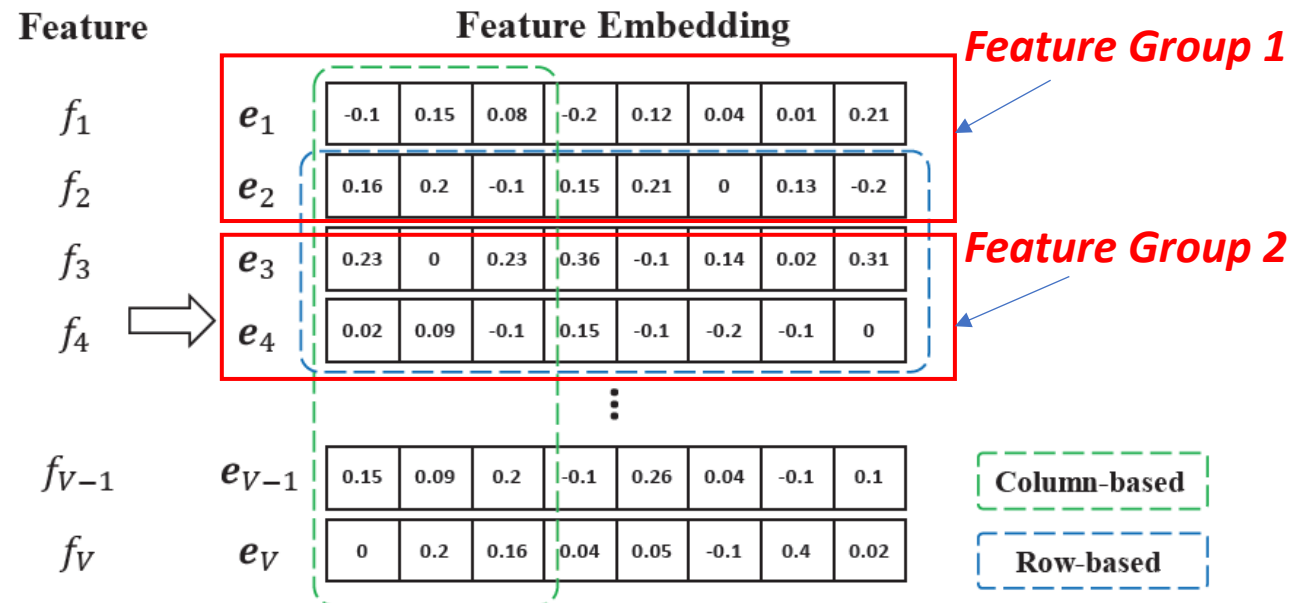 Feature Feature Embedding
Feature Group 1
f₁ e₁ -0.1 0.15 0.08 -0.2 0.12 0.04 0.01 0.21
f₂ e₂ 0.16 0.2 -0.1 0.15 0.21 0 0.13 -0.2
Feature Group 2
f₃ e₃ 0.23 0 0.23 0.36 -0.1 0.14 0.02 0.31
f₄ e₄ 0.02 0.09 -0.1 0.15 -0.1 -0.2 -0.1 0
⋮
f_{V−1} e_{V−1} 0.15 0.09 0.2 -0.1 0.26 0.04 -0.1 0.1
Column-based
f_V e_V 0 0.2 0.16 0.04 0.05 -0.1 0.4 0.02
Row-based